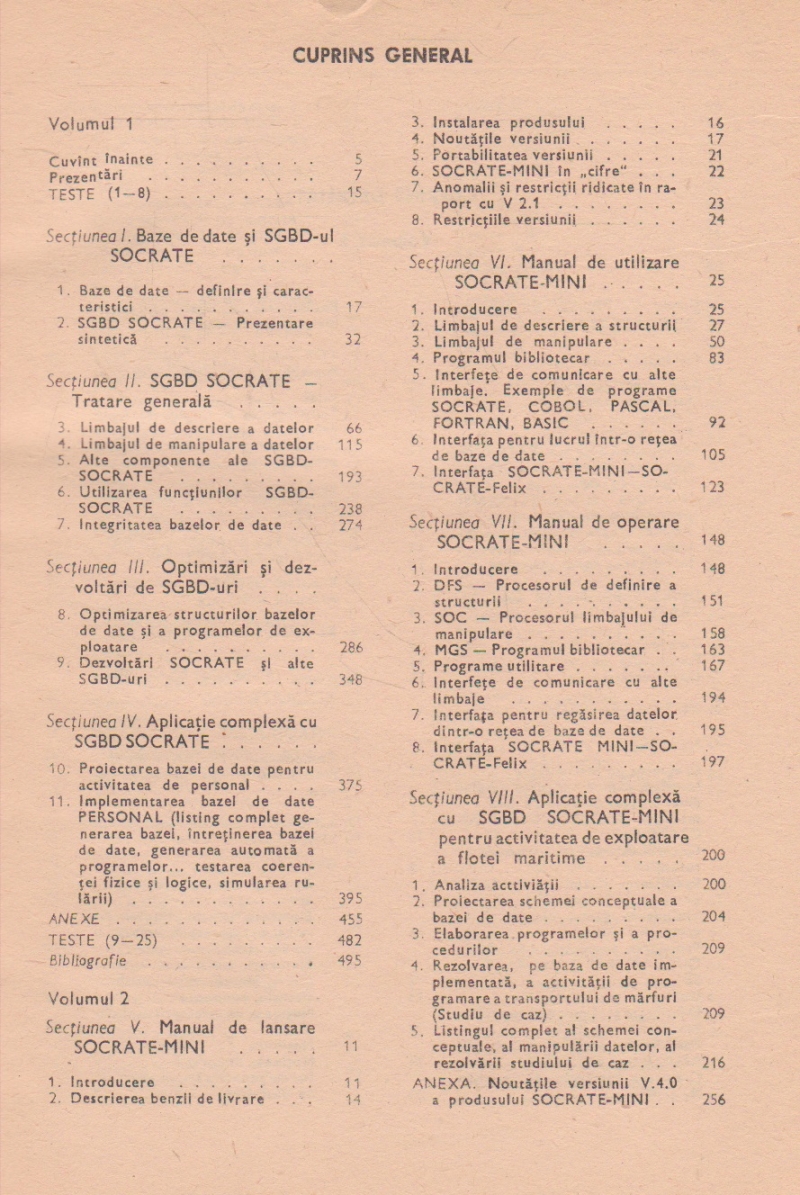 CUPRINS GENERAL
Volumul 1
Cuvînt înainte . . . . . . . . . . 5
Prezentări . . . . . . . . . . 7
TESTE (1—8) . . . . . . . . . . 15
Secţiunea I. Baze de date şi SGBD-ul
SOCRATE . . . . . . .
1. Baze de date — definire şi carac-
teristici . . . . . . . . . . 17
2. SGBD SOCRATE — Prezentare
sintetică . . . . . . . . . . 32
Secţiunea II. SGBD SOCRATE —
Tratare generală . . . . .
3. Limbajul de descriere a datelor 66
4. Limbajul de manipulare a datelor 115
5. Alte componente ale SGBD-
SOCRATE . . . . . . . . . 193
6. Utilizarea funcţiunilor SGBD-
SOCRATE . . . . . . . . . 238
7. Integritatea bazelor de date . . 274
Secţiunea III. Optimizări şi dez-
voltări de SGBD-uri . . . .
8. Optimizarea structurilor bazelor
de date şi a programelor de ex-
ploatare . . . . . . . . . . 286
9. Dezvoltări SOCRATE şi alte
SGBD-uri . . . . . . . . . . 348
Secţiunea IV. Aplicaţie complexă cu
SGBD SOCRATE . . . . . .
10. Proiectarea bazei de date pentru
activitatea de personal . . . . 375
11. Implementarea bazei de date
PERSONAL (listing complet ge-
nerarea bazei, întreţinerea bazei
de date, generarea automată a
programelor... testarea coeren-
ţei fizice şi logice, simularea ru-
lării) . . . . . . . . . . . 395
ANEXE . . . . . . . . . . . . . 455
TESTE (9—25) . . . . . . . . . 482
Bibliografie . . . . . . . . . . . 495
Volumul 2
Secţiunea V. Manual de lansare
SOCRATE-MINI . . . . . 11
1. Introducere . . . . . . . . . 11
2. Descrierea benzii de livrare . . . 14
3. Instalarea produsului . . . . . 16
4. Noutăţile versiunii . . . . . . 17
5. Portabilitatea versiunii . . . . . 21
6. SOCRATE-MINI în „cifre“ . . . 22
7. Anomalii şi restricţii ridicate în ra-
port cu V 2.1 . . . . . . . . 23
8. Restricţiile versiunii . . . . . . 24
Secţiunea VI. Manual de utilizare
SOCRATE-MINI . . . . . 25
1. Introducere . . . . . . . . . 25
2. Limbajul de descriere a structurii 27
3. Limbajul de manipulare . . . . 50
4. Programul bibliotecar . . . . . 83
5. Interfeţe de comunicare cu alte
limbaje. Exemple de programe
SOCRATE, COBOL, PASCAL,
FORTRAN, BASIC . . . . . . 92
6. Interfaţa pentru lucrul într-o reţea
de baze de date . . . . . . . . 105
7. Interfaţa SOCRATE-MINI—SO-
CRATE-Felix . . . . . . . . . 123
Secţiunea VII. Manual de operare
SOCRATE-MINI . . . . . 148
1. Introducere . . . . . . . . . 148
2. DFS — Procesorul de definire a
structurii . . . . . . . . . . 151
3. SOC — Procesorul limbajului de
manipulare . . . . . . . . . . 158
4. MGS — Programul bibliotecar . . 163
5. Programe utilitare . . . . . . . 167
6. Interfeţe de comunicare cu alte
limbaje . . . . . . . . . . . 194
7. Interfaţa pentru regăsirea datelor
dintr-o reţea de baze de date . . 195
8. Interfaţa SOCRATE MINI—SO-
CRATE-Felix . . . . . . . . . 197
Secţiunea VIII. Aplicaţie complexă
cu SGBD SOCRATE-MINI
pentru activitatea de exploatare
a flotei maritime . . . . . 200
1. Analiza acttiviăţii . . . . . . . 200
2. Proiectarea schemei conceptuale a
bazei de date . . . . . . . . . 204
3. Elaborarea programelor şi a pro-
cedurilor . . . . . . . . . . 209
4. Rezolvarea, pe baza de date im-
plementată, a activităţii de pro-
gramare a transportului de mărfuri
(Studiu de caz) . . . . . . . . 209
5. Listingul complet al schemei con-
ceptuale, al manipulării datelor, al
rezolvării studiului de caz . . . 216
ANEXA. Noutăţile versiunii V.4.0
a produsului SOCRATE-MINI . . 256